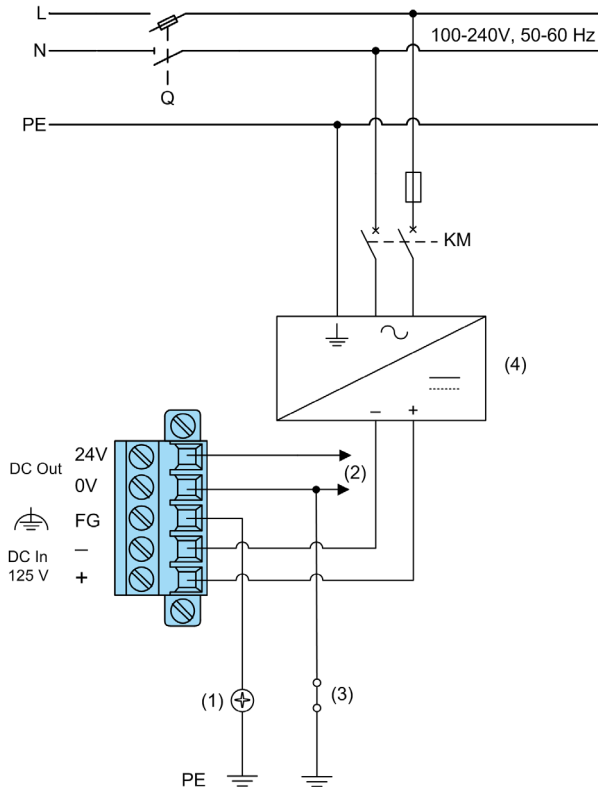 L
100-240V, 50-60 Hz
N
Q
PE
KM
(4)
– +
24V
DC Out
(2)
0V
FG
–
DC In
125 V +
(1)
(3)
PE